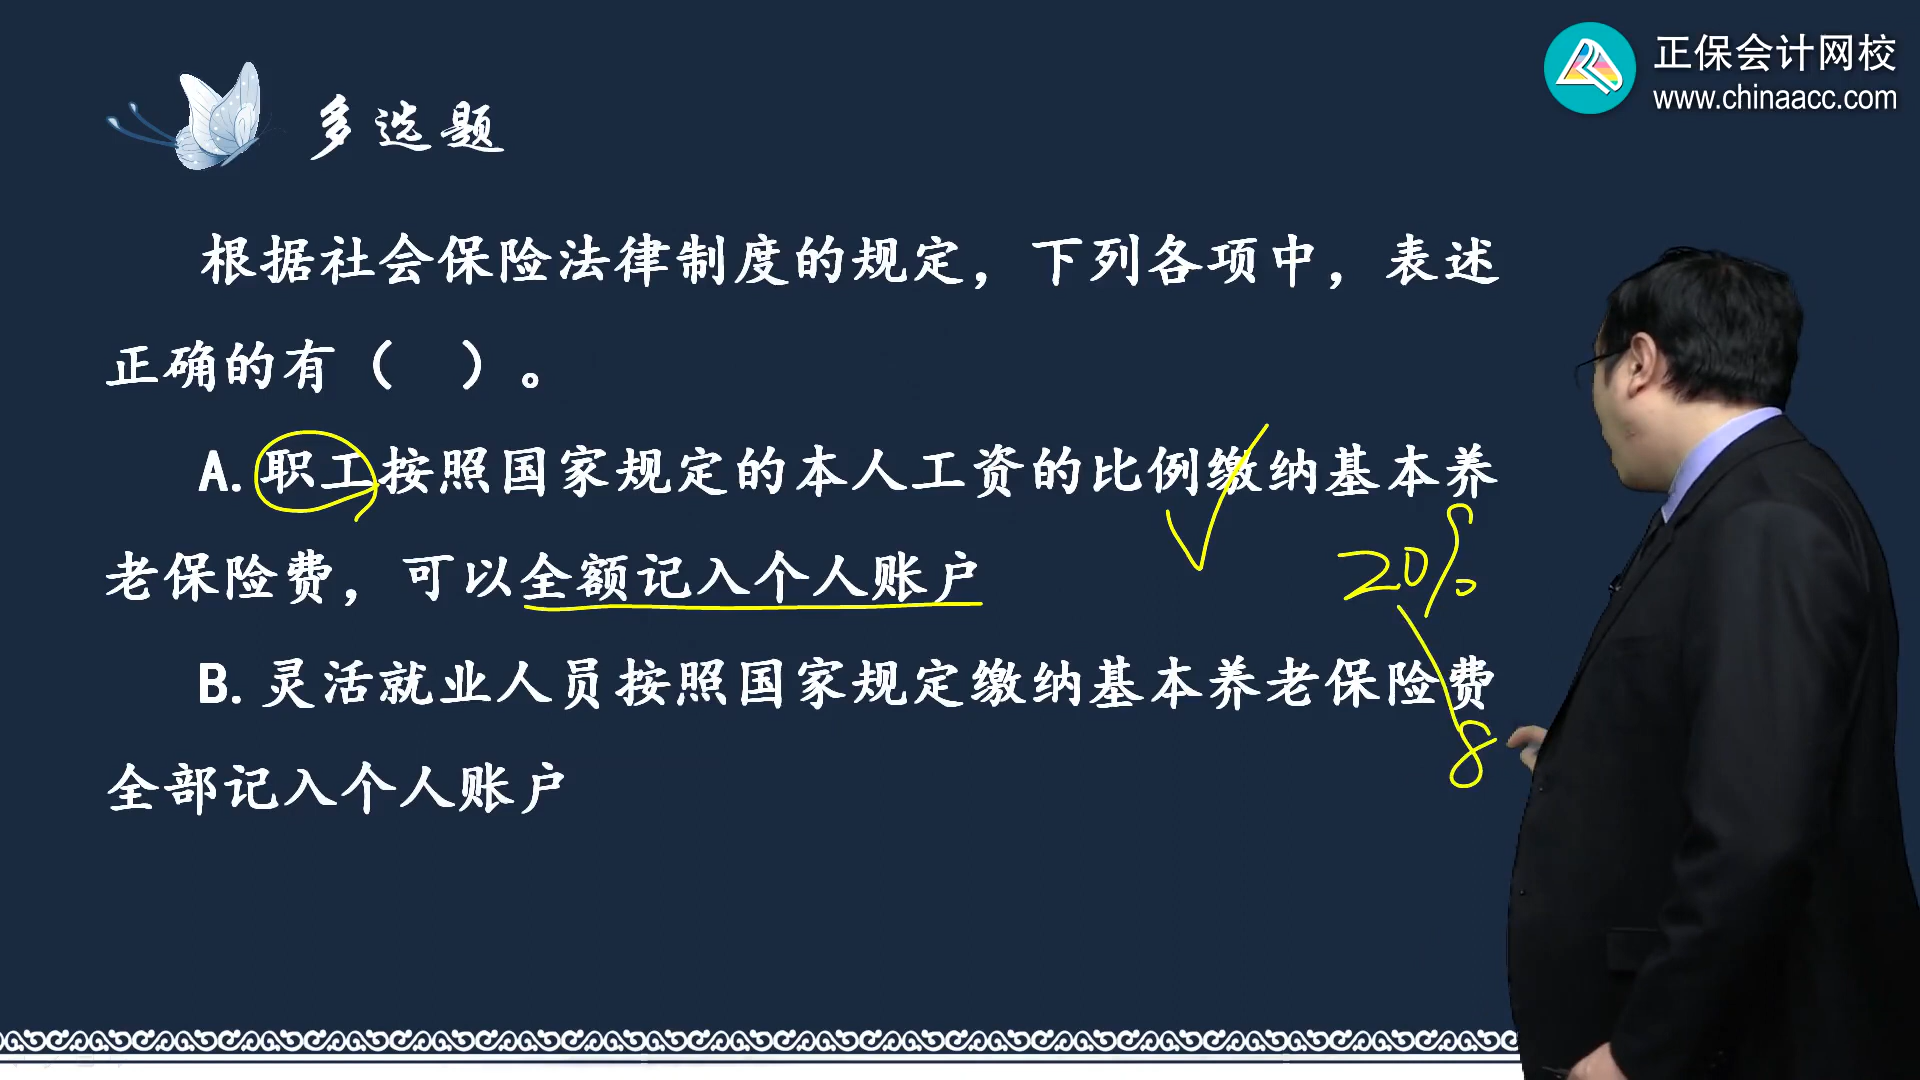 正保会计网校
www.chinaacc.com
多选题
根据社会保险法律制度的规定，下列各项中，表述
正确的有（　）。
A.职工按照国家规定的本人工资的比例缴纳基本养
老保险费，可以全额记入个人账户
20%
B.灵活就业人员按照国家规定缴纳基本养老保险费
8
全部记入个人账户